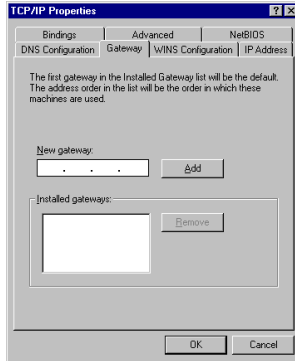 TCP/IP Properties
Bindings Advanced NetBIOS
DNS Configuration Gateway WINS Configuration IP Address
The first gateway in the Installed Gateway list will be the default.
The address order in the list will be the order in which these
machines are used.
New gateway:
. . .
Add
Installed gateways:
Remove
OK Cancel